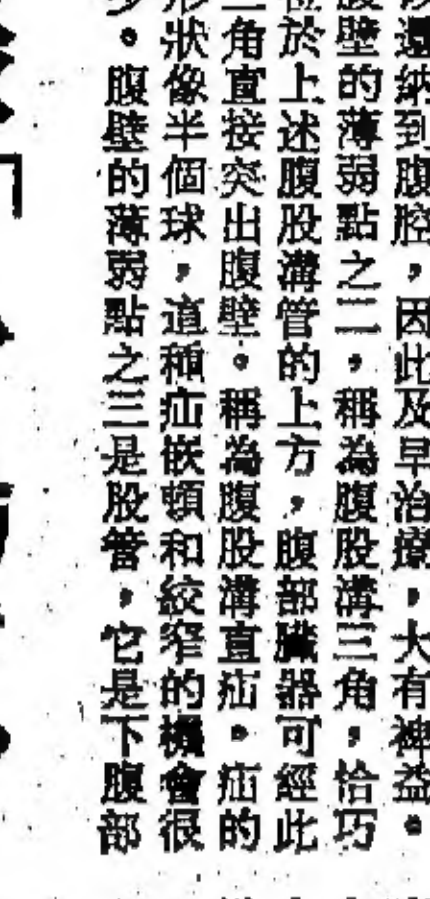 還納到腹腔，因此及早治療，大有裨益。
腹壁的薄弱點之二，稱為腹股溝三角，恰巧
位於上述腹股溝管的上方，腹部臟器可經此
三角直接突出腹壁。稱為腹股溝直疝。疝的
形狀像半個球，這種疝嵌頓和絞窄的機會很
少。腹壁的薄弱點之三是股管，它是下腹部